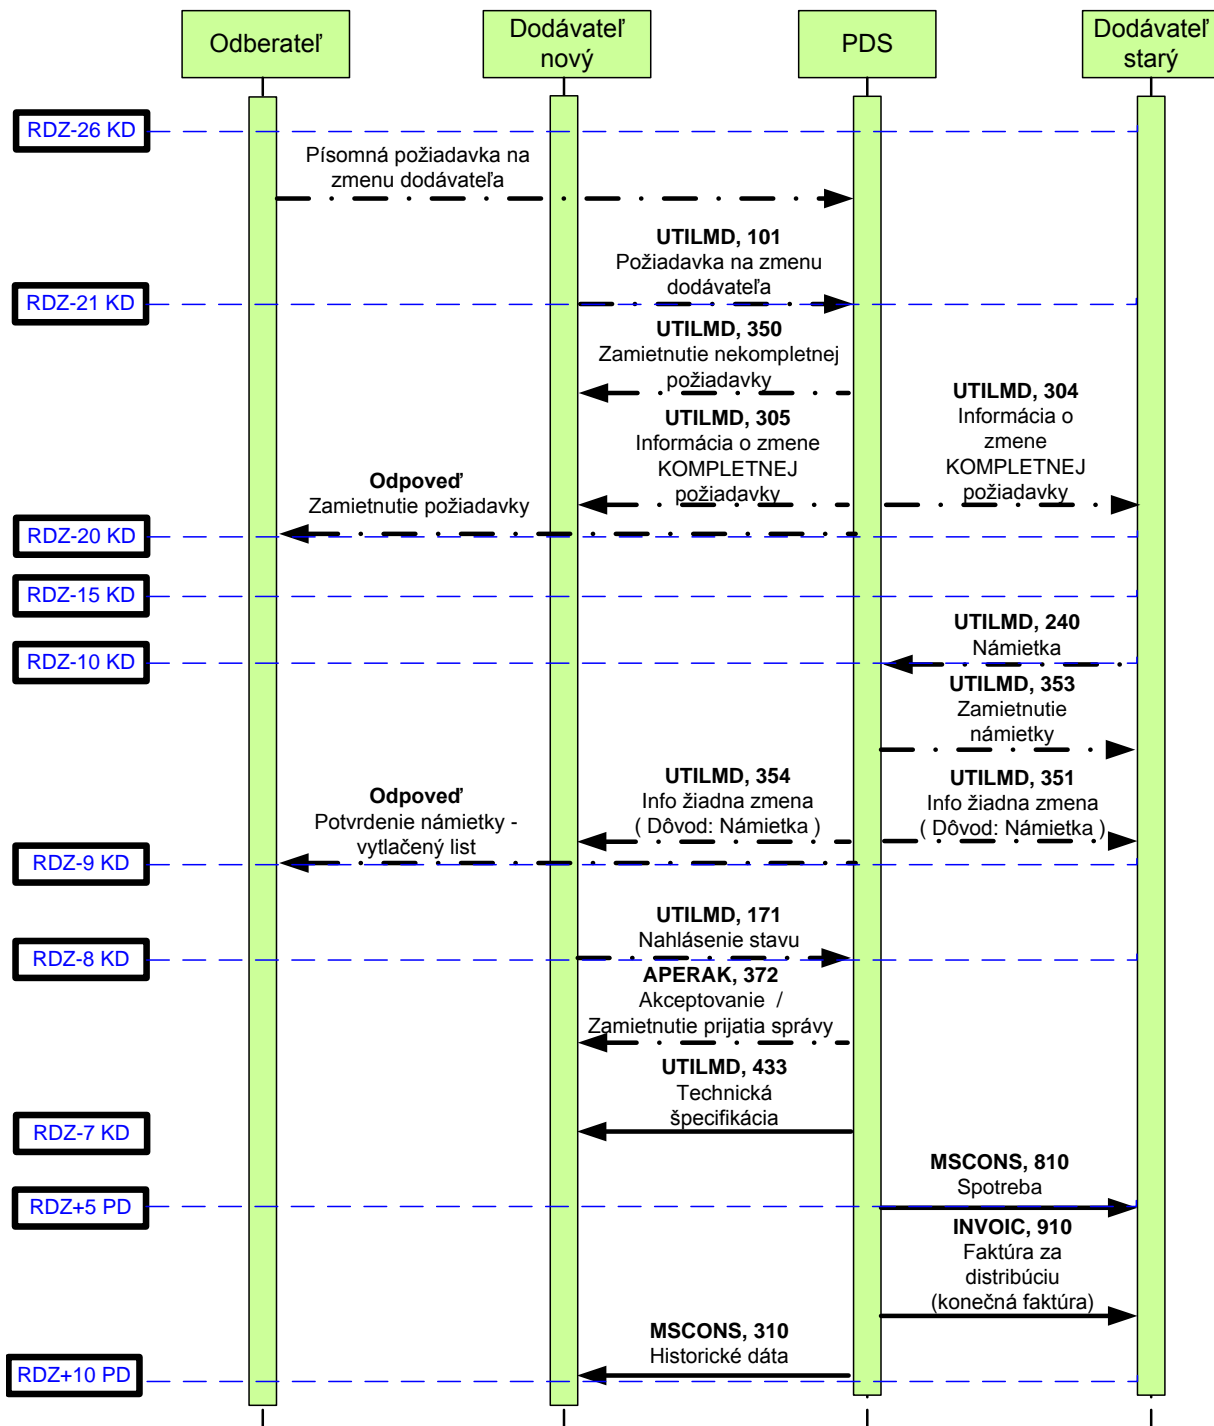 Odberateľ
Dodávateľ
nový
PDS
Dodávateľ
starý
RDZ-26 KD
Písomná požiadavka na
zmenu dodávateľa
UTILMD, 101
Požiadavka na zmenu
dodávateľa
RDZ-21 KD
UTILMD, 350
Zamietnutie nekompletnej
požiadavky
UTILMD, 304
Informácia o
zmene
KOMPLETNEJ
požiadavky
UTILMD, 305
Informácia o zmene
KOMPLETNEJ
požiadavky
Odpoveď
Zamietnutie požiadavky
RDZ-20 KD
RDZ-15 KD
UTILMD, 240
Námietka
RDZ-10 KD
UTILMD, 353
Zamietnutie
námietky
UTILMD, 354
Info žiadna zmena
( Dôvod: Námietka )
UTILMD, 351
Info žiadna zmena
( Dôvod: Námietka )
Odpoveď
Potvrdenie námietky -
vytlačený list
RDZ-9 KD
UTILMD, 171
Nahlásenie stavu
RDZ-8 KD
APERAK, 372
Akceptovanie /
Zamietnutie prijatia správy
UTILMD, 433
Technická
špecifikácia
RDZ-7 KD
MSCONS, 810
Spotreba
RDZ+5 PD
INVOIC, 910
Faktúra za
distribúciu
(konečná faktúra)
MSCONS, 310
Historické dáta
RDZ+10 PD